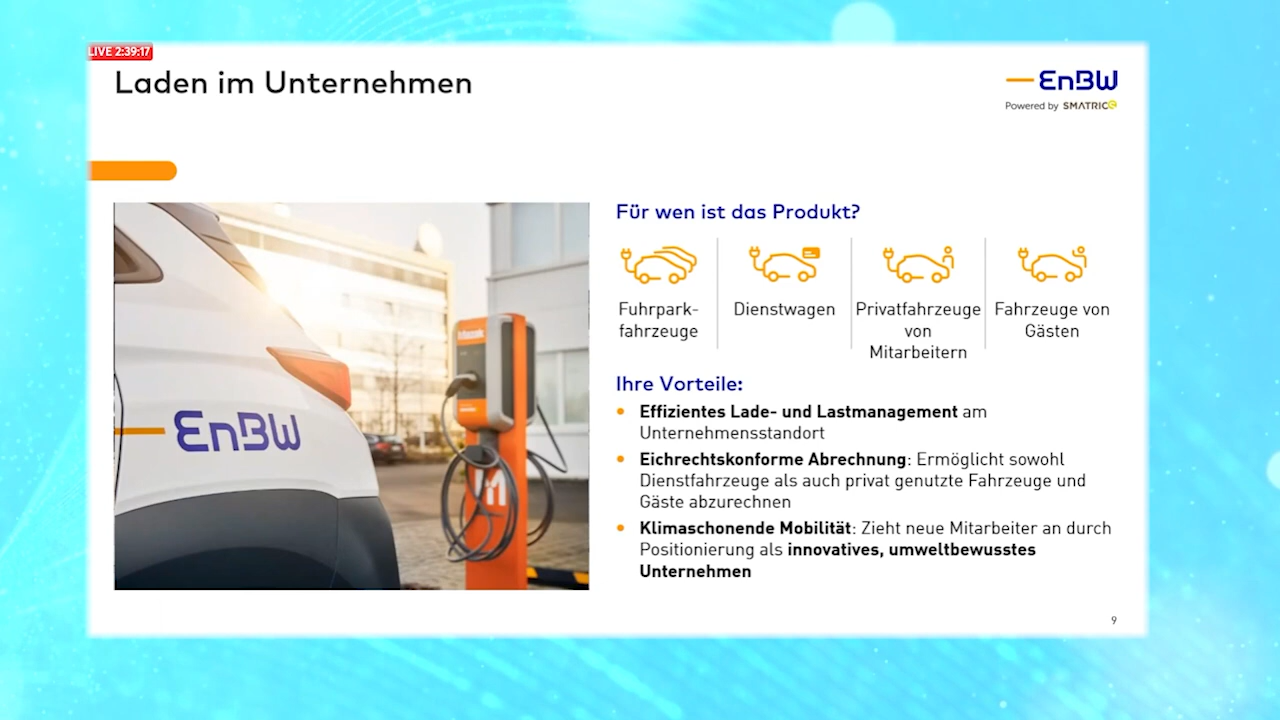 LIVE 2:39:17
Laden im Unternehmen
EnBW
Powered by SMATRICS
Für wen ist das Produkt?
Fuhrpark-
fahrzeuge
Dienstwagen
Privatfahrzeuge
von
Mitarbeitern
Fahrzeuge von
Gästen
Ihre Vorteile:
• Effizientes Lade- und Lastmanagement am
Unternehmensstandort
• Eichrechtskonforme Abrechnung: Ermöglicht sowohl
Dienstfahrzeuge als auch privat genutzte Fahrzeuge und
Gäste abzurechnen
• Klimaschonende Mobilität: Zieht neue Mitarbeiter an durch
Positionierung als innovatives, umweltbewusstes
Unternehmen
EnBW
9